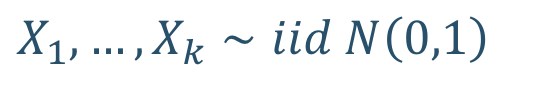 X₁, … , Xₖ ~ iid N(0,1)